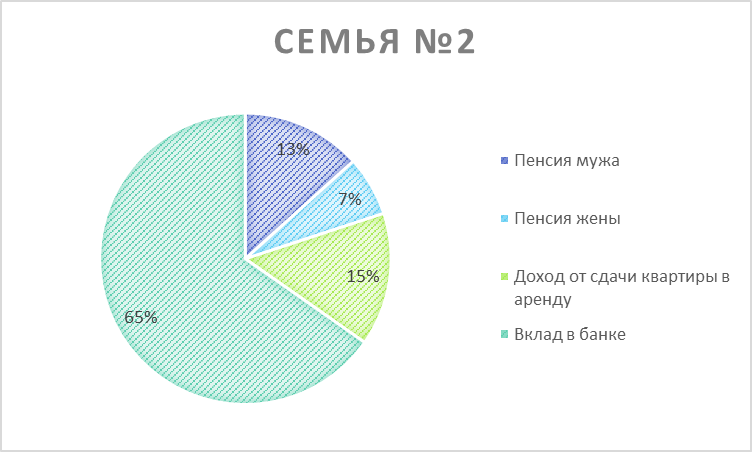 СЕМЬЯ №2
13%
7%
15%
65%
Пенсия мужа
Пенсия жены
Доход от сдачи квартиры в
аренду
Вклад в банке